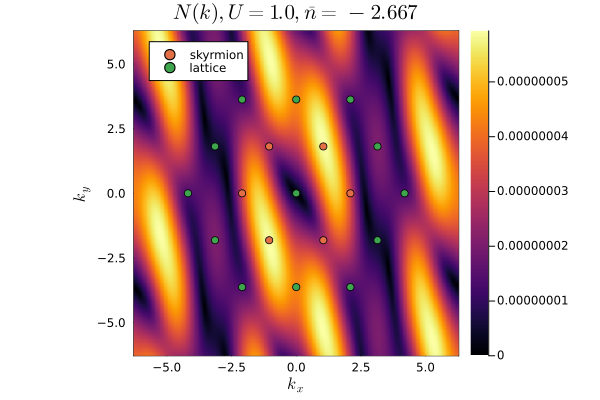 N(k), U = 1.0, n̄ = − 2.667
skyrmion
lattice
5.0
2.5
0.0
−2.5
−5.0
k_y
−5.0 −2.5 0.0 2.5 5.0
k_x
0.00000005
0.00000004
0.00000003
0.00000002
0.00000001
0